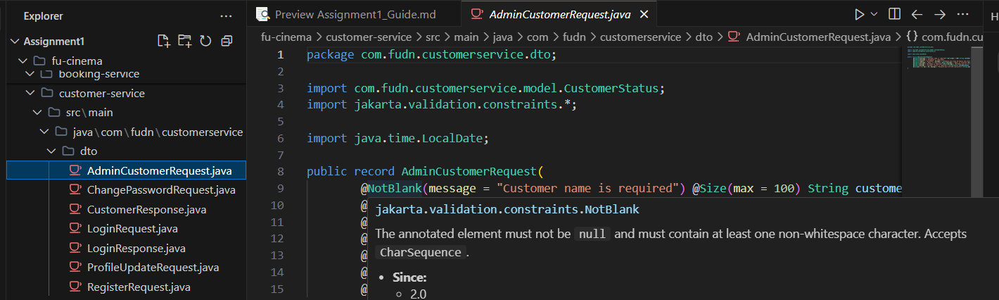 Explorer
Assignment1
fu-cinema
booking-service
customer-service
src\main
java\com\fudn\customerservice
dto
AdminCustomerRequest.java
ChangePasswordRequest.java
CustomerResponse.java
LoginRequest.java
LoginResponse.java
ProfileUpdateRequest.java
RegisterRequest.java
Preview Assignment1_Guide.md
AdminCustomerRequest.java
H
fu-cinema > customer-service > src > main > java > com > fudn > customerservice > dto > AdminCustomerRequest.java > {} com.fudn.cu
1 package com.fudn.customerservice.dto;
2
3 import com.fudn.customerservice.model.CustomerStatus;
4 import jakarta.validation.constraints.*;
5
6 import java.time.LocalDate;
7
8 public record AdminCustomerRequest(
9 @NotBlank(message = "Customer name is required") @Size(max = 100) String custome
10 @
11 @
12 @
13 @
14 @
15 @
jakarta.validation.constraints.NotBlank
The annotated element must not be null and must contain at least one non-whitespace character. Accepts
CharSequence.
• Since:
◦ 2.0